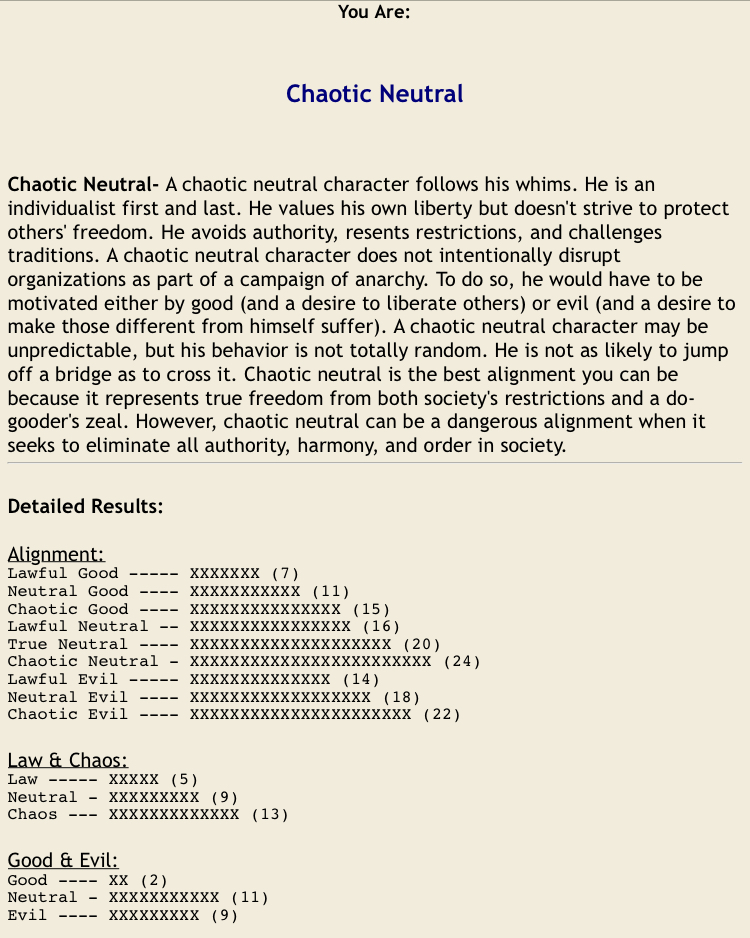 You Are:
Chaotic Neutral
Chaotic Neutral- A chaotic neutral character follows his whims. He is an
individualist first and last. He values his own liberty but doesn't strive to protect
others' freedom. He avoids authority, resents restrictions, and challenges
traditions. A chaotic neutral character does not intentionally disrupt
organizations as part of a campaign of anarchy. To do so, he would have to be
motivated either by good (and a desire to liberate others) or evil (and a desire to
make those different from himself suffer). A chaotic neutral character may be
unpredictable, but his behavior is not totally random. He is not as likely to jump
off a bridge as to cross it. Chaotic neutral is the best alignment you can be
because it represents true freedom from both society's restrictions and a do-
gooder's zeal. However, chaotic neutral can be a dangerous alignment when it
seeks to eliminate all authority, harmony, and order in society.
Detailed Results:
Alignment:
Lawful Good ----- XXXXXXX (7)
Neutral Good ---- XXXXXXXXXXX (11)
Chaotic Good ---- XXXXXXXXXXXXXXX (15)
Lawful Neutral -- XXXXXXXXXXXXXXXX (16)
True Neutral ---- XXXXXXXXXXXXXXXXXXXX (20)
Chaotic Neutral - XXXXXXXXXXXXXXXXXXXXXXXX (24)
Lawful Evil ----- XXXXXXXXXXXXXX (14)
Neutral Evil ---- XXXXXXXXXXXXXXXXXX (18)
Chaotic Evil ---- XXXXXXXXXXXXXXXXXXXXXX (22)
Law & Chaos:
Law ----- XXXXX (5)
Neutral - XXXXXXXXX (9)
Chaos --- XXXXXXXXXXXXX (13)
Good & Evil:
Good ---- XX (2)
Neutral - XXXXXXXXXXX (11)
Evil ---- XXXXXXXXX (9)